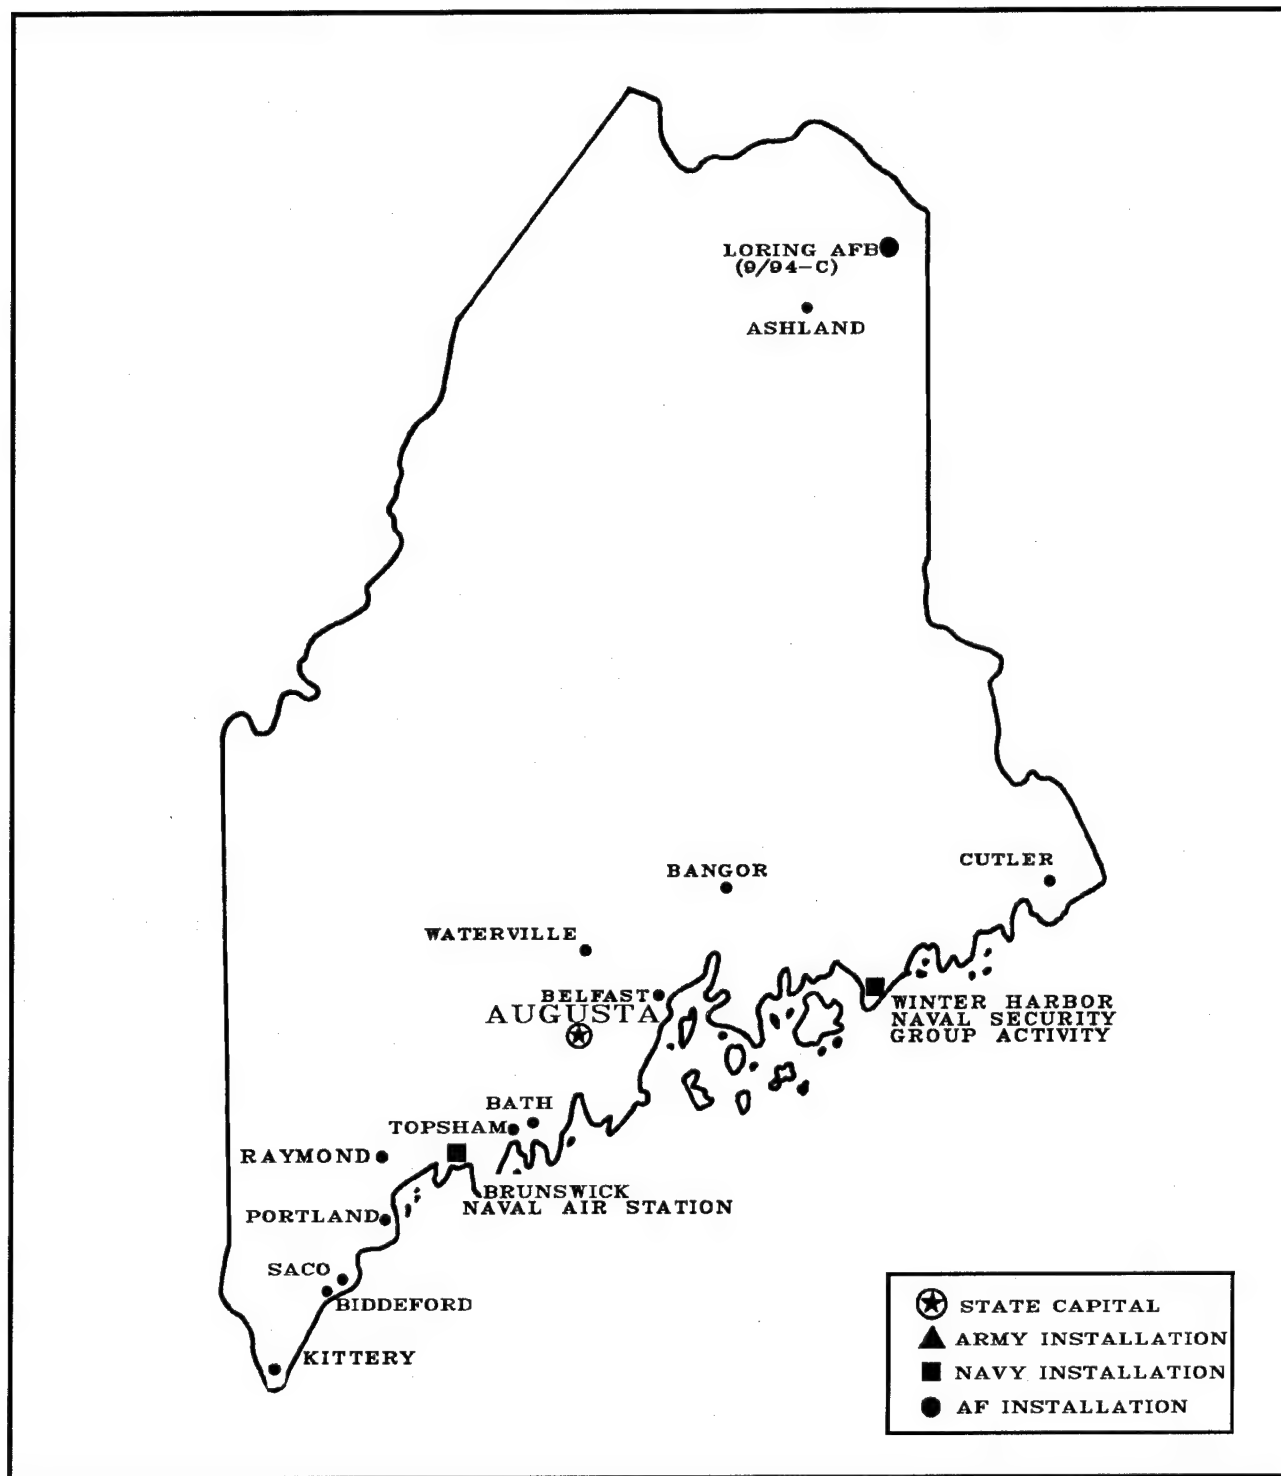 LORING AFB
(9/94-C)
ASHLAND
CUTLER
BANGOR
WATERVILLE
BELFAST
AUGUSTA
WINTER HARBOR
NAVAL SECURITY
GROUP ACTIVITY
BATH
TOPSHAM
RAYMOND
BRUNSWICK
NAVAL AIR STATION
PORTLAND
SACO
BIDDEFORD
KITTERY
STATE CAPITAL
ARMY INSTALLATION
NAVY INSTALLATION
AF INSTALLATION